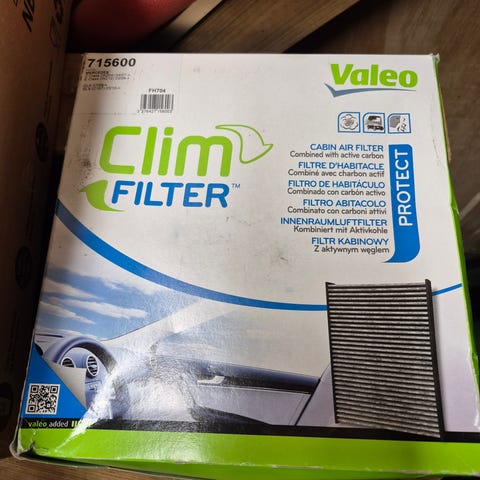 715600
MERCEDES
FH704
Valeo
Clim
FILTER™
CABIN AIR FILTER
Combined with active carbon
FILTRE D'HABITACLE
Combiné avec charbon actif
FILTRO DE HABITÁCULO
Combinado con carbón activo
FILTRO ABITACOLO
Combinato con carboni attivi
INNENRAUMLUFTFILTER
Kombiniert mit Aktivkohle
FILTR KABINOWY
Z aktywnym węglem
PROTECT
valeo added